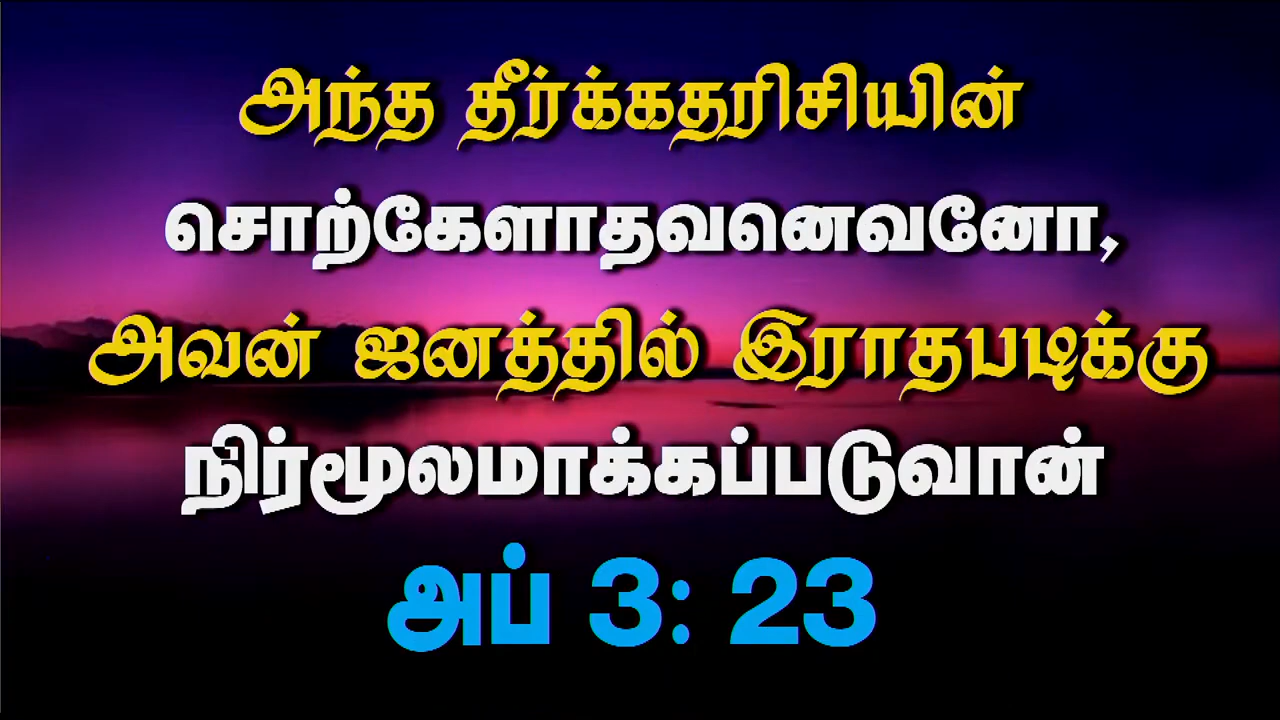 அந்த தீர்க்கதரிசியின்
சொற்கேளாதவனெவனோ,
அவன் ஜனத்தில் இராதபடிக்கு
நிர்மூலமாக்கப்படுவான்
அப் 3: 23